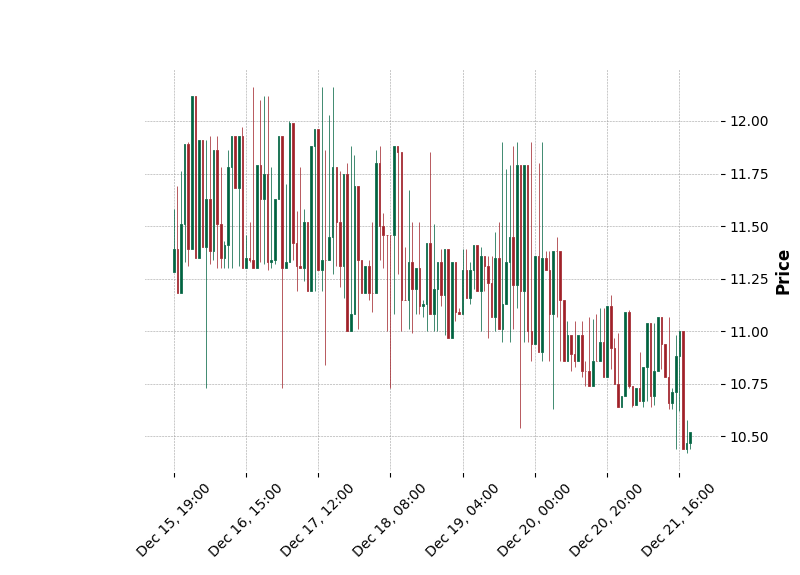 12.00
11.75
11.50
11.25
11.00
10.75
10.50
Price
Dec 15, 19:00
Dec 16, 15:00
Dec 17, 12:00
Dec 18, 08:00
Dec 19, 04:00
Dec 20, 00:00
Dec 20, 20:00
Dec 21, 16:00